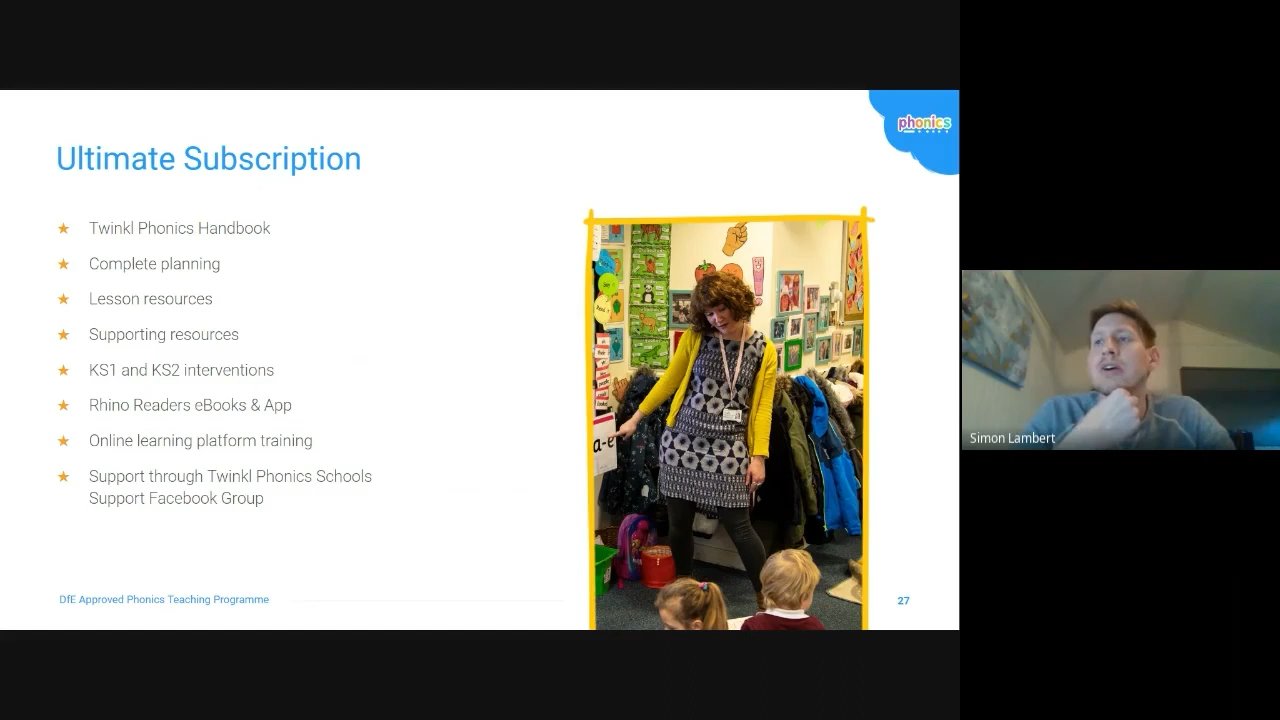 phonics
Ultimate Subscription
Twinkl Phonics Handbook
Complete planning
Lesson resources
Supporting resources
KS1 and KS2 interventions
Rhino Readers eBooks & App
Online learning platform training
Support through Twinkl Phonics Schools
Support Facebook Group
a-e
DfE Approved Phonics Teaching Programme
27
Simon Lambert